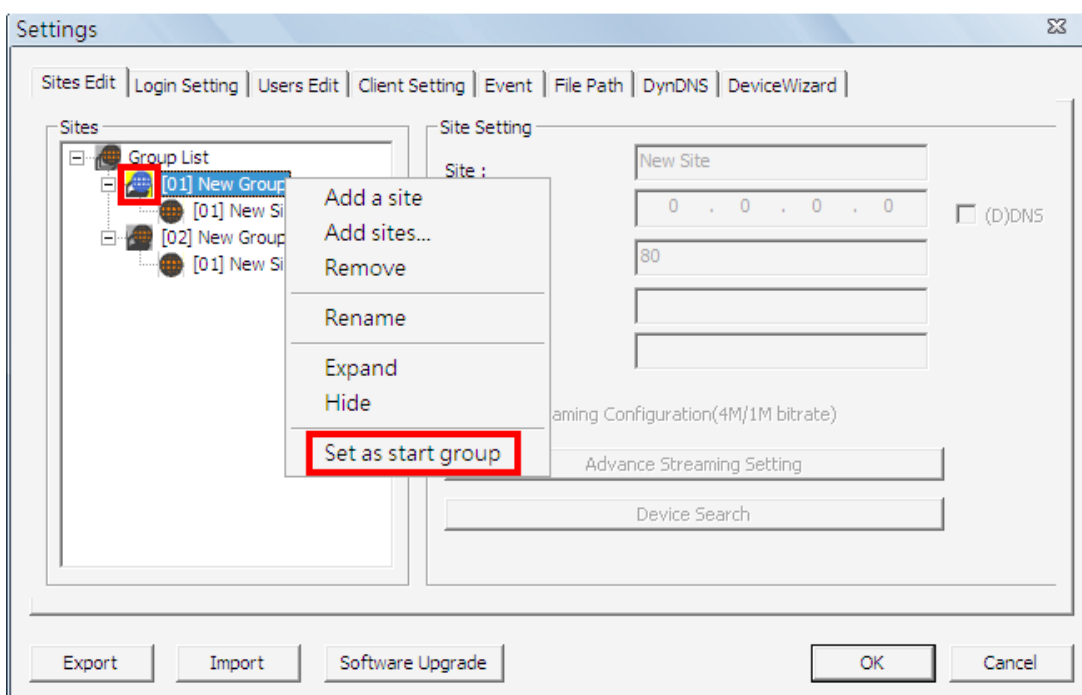 Settings
Sites Edit Login Setting Users Edit Client Setting Event File Path DynDNS DeviceWizard
Sites
Group List
[01] New Group
[01] New Si
[02] New Group
[01] New Si
Add a site
Add sites...
Remove
Rename
Expand
Hide
Set as start group
Site Setting
Site :
New Site
0 . 0 . 0 . 0
(D)DNS
80
aming Configuration(4M/1M bitrate)
Advance Streaming Setting
Device Search
Export Import Software Upgrade OK Cancel